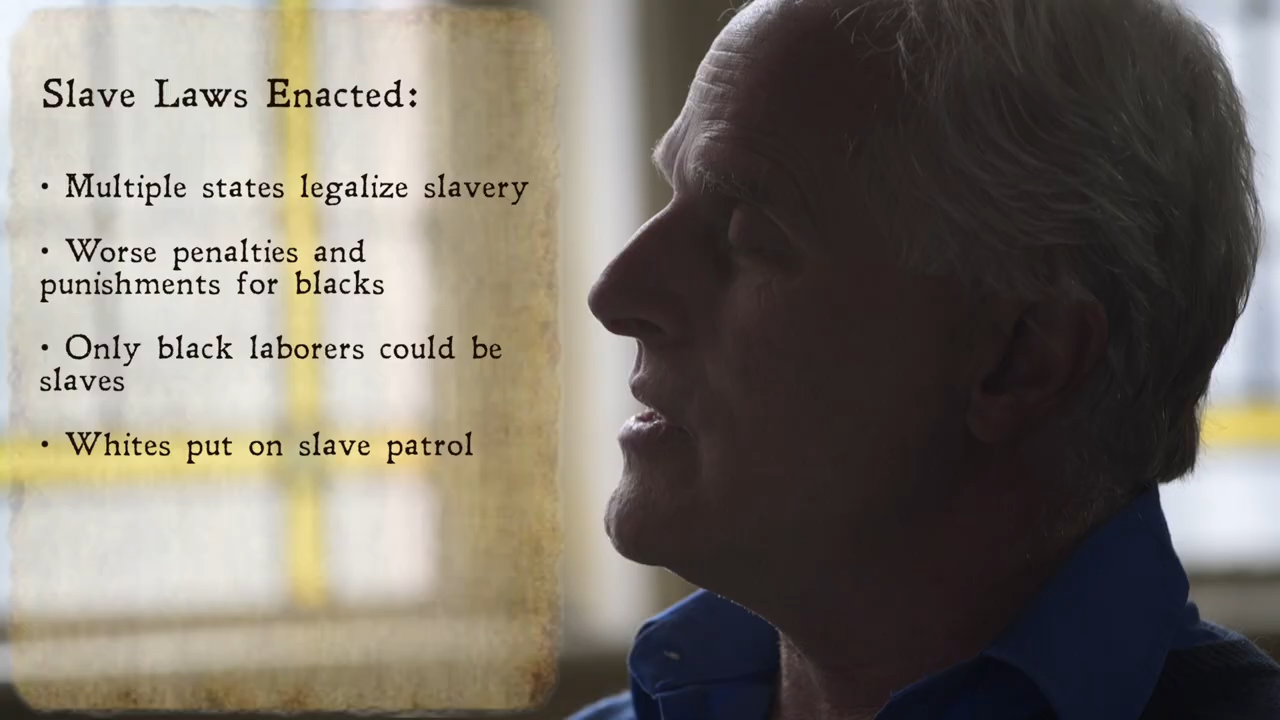 Slave Laws Enacted:
• Multiple states legalize slavery
• Worse penalties and
punishments for blacks
• Only black laborers could be
slaves
• Whites put on slave patrol